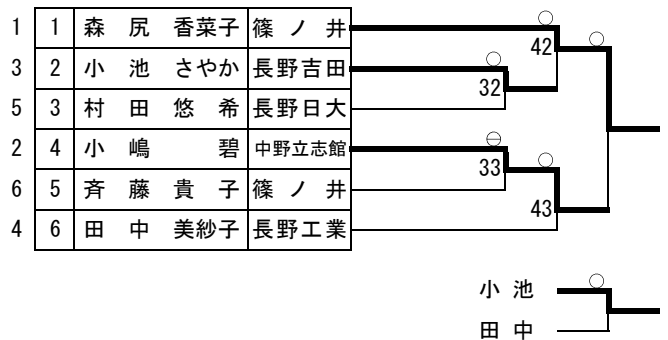 1 1 森 尻 香菜子 篠 ノ 井
42
3 2 小 池 さやか 長野吉田
32
5 3 村 田 悠 希 長野日大
2 4 小 嶋 碧 中野立志館
33
6 5 斉 藤 貴 子 篠 ノ 井
43
4 6 田 中 美紗子 長野工業
小 池
田 中